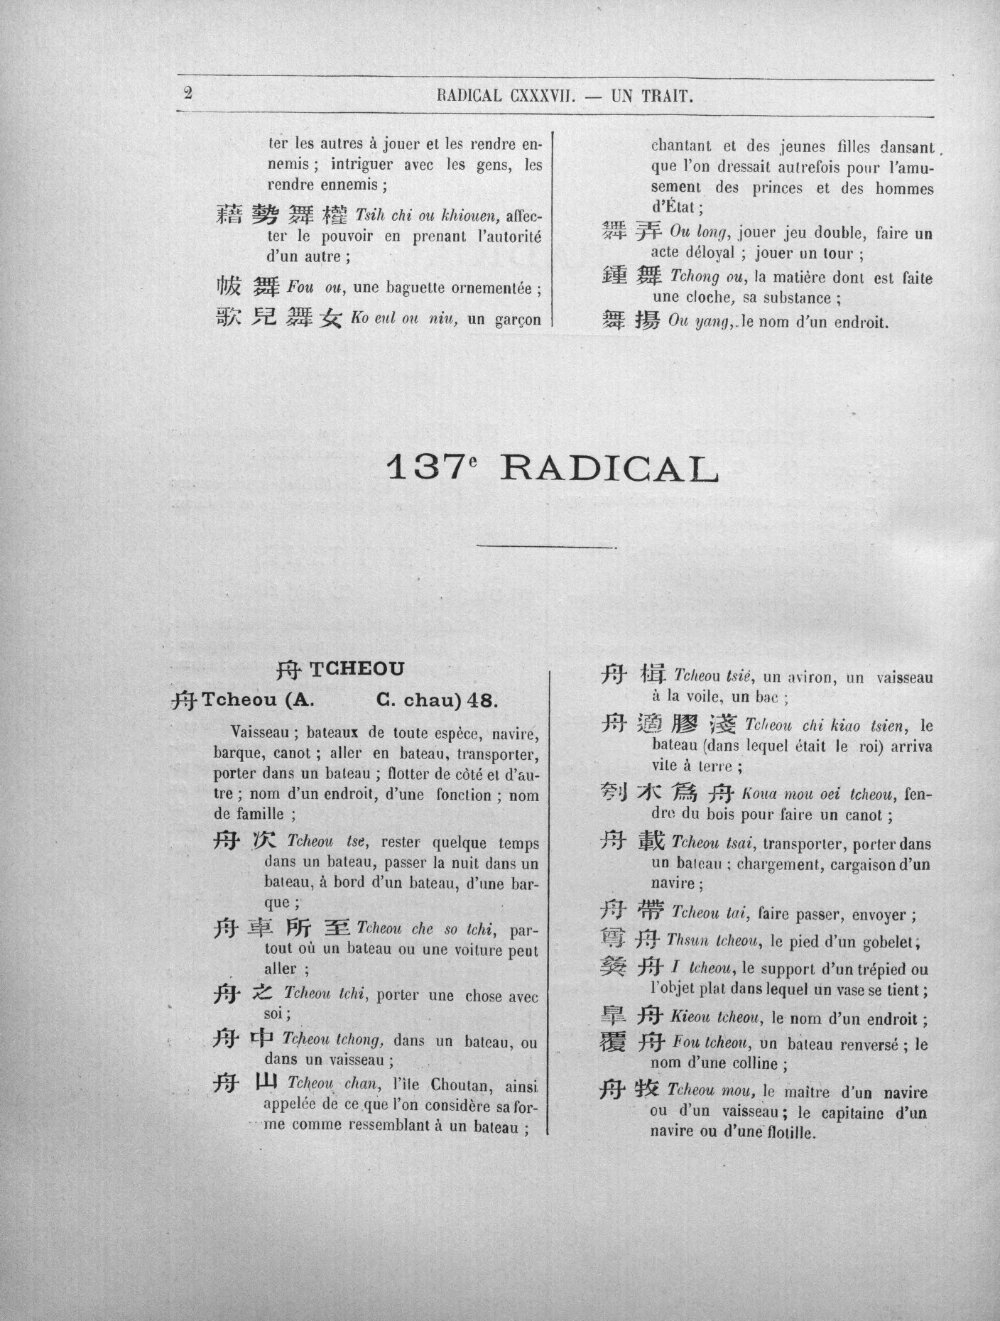 2
RADICAL CXXXVII. — UN TRAIT.
ter les autres à jouer et les rendre en-
nemis ; intriguer avec les gens, les
rendre ennemis ;
藉 勢 舞 權 Tsih chi ou khiouen, affec-
ter le pouvoir en prenant l'autorité
d'un autre ;
帗 舞 Fou ou, une baguette ornementée ;
歌 兒 舞 女 Ko eul ou niu, un garçon
chantant et des jeunes filles dansant
que l'on dressait autrefois pour l'amu-
sement des princes et des hommes
d'État ;
舞 弄 Ou long, jouer jeu double, faire un
acte déloyal ; jouer un tour ;
鍾 舞 Tchong ou, la matière dont est faite
une cloche, sa substance ;
舞 揚 Ou yang, le nom d'un endroit.
137e RADICAL
舟 TCHEOU
舟 Tcheou (A. C. chau) 48.
Vaisseau ; bateaux de toute espèce, navire,
barque, canot ; aller en bateau, transporter,
porter dans un bateau ; flotter de côté et d'au-
tre ; nom d'un endroit, d'une fonction ; nom
de famille ;
舟 次 Tcheou tse, rester quelque temps
dans un bateau, passer la nuit dans un
bateau, à bord d'un bateau, d'une bar-
que ;
舟 車 所 至 Tcheou che so tchi, par-
tout où un bateau ou une voiture peut
aller ;
舟 之 Tcheou tchi, porter une chose avec
soi ;
舟 中 Tcheou tchong, dans un bateau, ou
dans un vaisseau ;
舟 山 Tcheou chan, l'île Choutan, ainsi
appelée de ce que l'on considère sa for-
me comme ressemblant à un bateau ;
舟 楫 Tcheou tsié, un aviron, un vaisseau
à la voile, un bac ;
舟 適 膠 淺 Tcheou chi kiao tsien, le
bateau (dans lequel était le roi) arriva
vite à terre ;
刳 木 爲 舟 Koua mou oei tcheou, fen-
dre du bois pour faire un canot ;
舟 載 Tcheou tsai, transporter, porter dans
un bateau ; chargement, cargaison d'un
navire ;
舟 帶 Tcheou tai, faire passer, envoyer ;
尊 舟 Thsun tcheou, le pied d'un gobelet ;
彝 舟 I tcheou, le support d'un trépied ou
l'objet plat dans lequel un vase se tient ;
舟 Kieou tcheou, le nom d'un endroit ;
覆 舟 Fou tcheou, un bateau renversé ; le
nom d'une colline ;
舟 牧 Tcheou mou, le maître d'un navire
ou d'un vaisseau ; le capitaine d'un
navire ou d'une flotille.